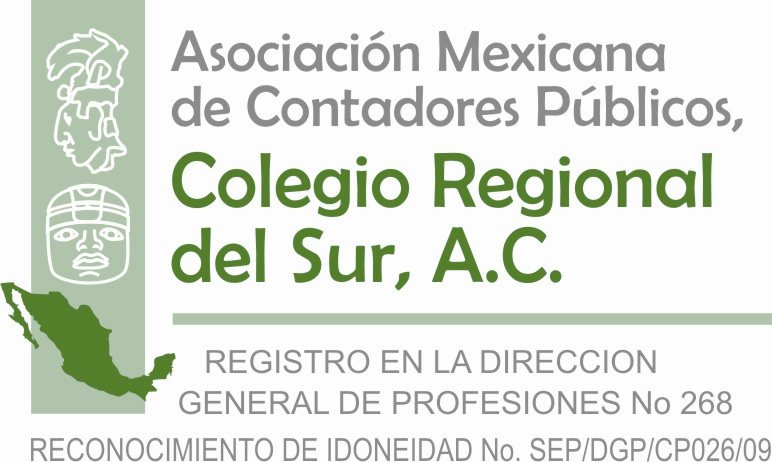 Asociación Mexicana
de Contadores Públicos,
Colegio Regional
del Sur, A.C.
REGISTRO EN LA DIRECCION
GENERAL DE PROFESIONES No 268
RECONOCIMIENTO DE IDONEIDAD No. SEP/DGP/CP026/09